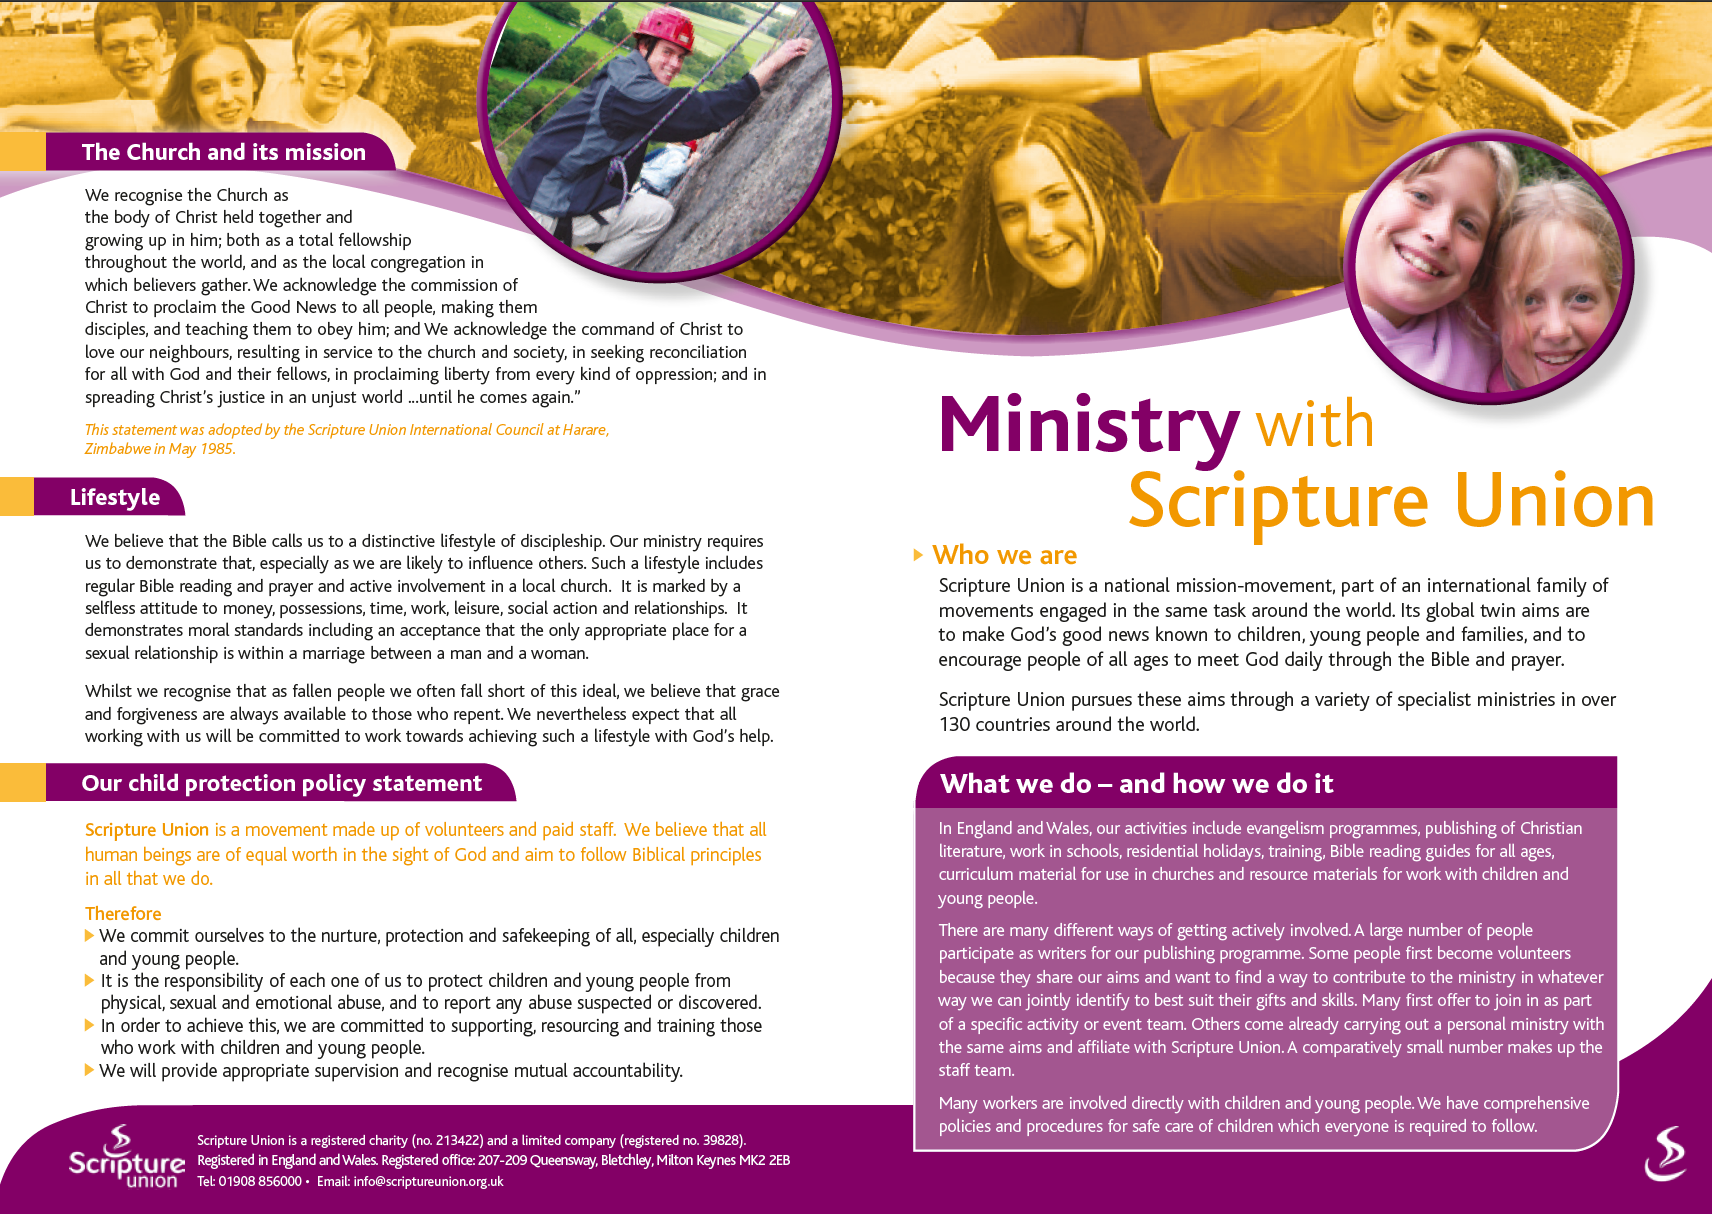 The Church and its mission
We recognise the Church as
the body of Christ held together and
growing up in him; both as a total fellowship
throughout the world, and as the local congregation in
which believers gather. We acknowledge the commission of
Christ to proclaim the Good News to all people, making them
disciples, and teaching them to obey him; and We acknowledge the command of Christ to
love our neighbours, resulting in service to the church and society, in seeking reconciliation
for all with God and their fellows, in proclaiming liberty from every kind of oppression; and in
spreading Christ's justice in an unjust world ...until he comes again.”
This statement was adopted by the Scripture Union International Council at Harare,
Zimbabwe in May 1985.
Lifestyle
We believe that the Bible calls us to a distinctive lifestyle of discipleship. Our ministry requires
us to demonstrate that, especially as we are likely to influence others. Such a lifestyle includes
regular Bible reading and prayer and active involvement in a local church. It is marked by a
selfless attitude to money, possessions, time, work, leisure, social action and relationships. It
demonstrates moral standards including an acceptance that the only appropriate place for a
sexual relationship is within a marriage between a man and a woman.
Whilst we recognise that as fallen people we often fall short of this ideal, we believe that grace
and forgiveness are always available to those who repent. We nevertheless expect that all
working with us will be committed to work towards achieving such a lifestyle with God's help.
Our child protection policy statement
Scripture Union is a movement made up of volunteers and paid staff. We believe that all
human beings are of equal worth in the sight of God and aim to follow Biblical principles
in all that we do.
Therefore
We commit ourselves to the nurture, protection and safekeeping of all, especially children
and young people.
It is the responsibility of each one of us to protect children and young people from
physical, sexual and emotional abuse, and to report any abuse suspected or discovered.
In order to achieve this, we are committed to supporting, resourcing and training those
who work with children and young people.
We will provide appropriate supervision and recognise mutual accountability.
Scripture
union
Scripture Union is a registered charity (no. 213422) and a limited company (registered no. 39828).
Registered in England and Wales. Registered office: 207-209 Queensway, Bletchley, Milton Keynes MK2 2EB
Tel: 01908 856000 • Email: info@scriptureunion.org.uk
Ministry with
Scripture Union
Who we are
Scripture Union is a national mission-movement, part of an international family of
movements engaged in the same task around the world. Its global twin aims are
to make God's good news known to children, young people and families, and to
encourage people of all ages to meet God daily through the Bible and prayer.
Scripture Union pursues these aims through a variety of specialist ministries in over
130 countries around the world.
What we do – and how we do it
In England and Wales, our activities include evangelism programmes, publishing of Christian
literature, work in schools, residential holidays, training, Bible reading guides for all ages,
curriculum material for use in churches and resource materials for work with children and
young people.
There are many different ways of getting actively involved. A large number of people
participate as writers for our publishing programme. Some people first become volunteers
because they share our aims and want to find a way to contribute to the ministry in whatever
way we can jointly identify to best suit their gifts and skills. Many first offer to join in as part
of a specific activity or event team. Others come already carrying out a personal ministry with
the same aims and affiliate with Scripture Union. A comparatively small number makes up the
staff team.
Many workers are involved directly with children and young people. We have comprehensive
policies and procedures for safe care of children which everyone is required to follow.